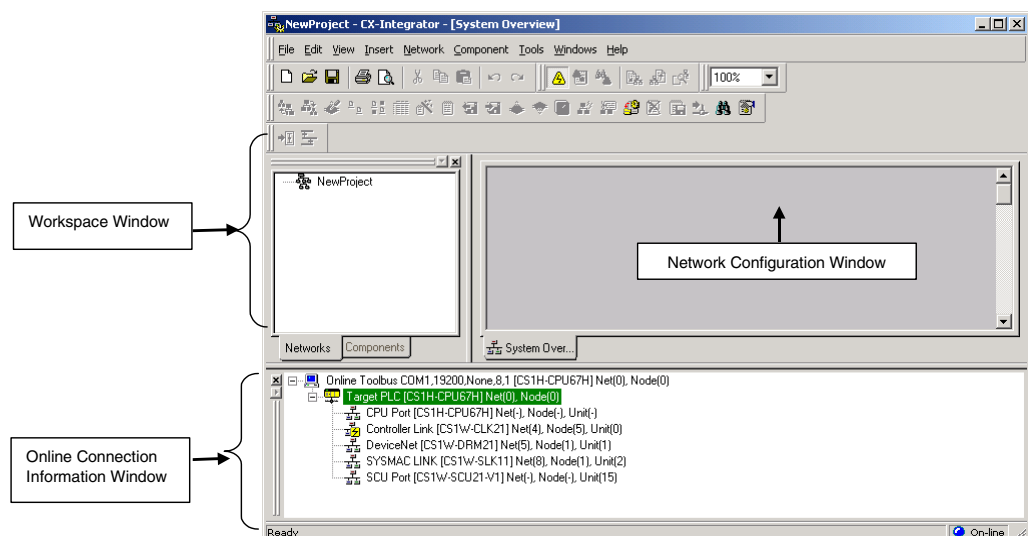 NewProject - CX-Integrator - [System Overview]
File Edit View Insert Network Component Tools Windows Help
100%
NewProject
Workspace Window
Network Configuration Window
Networks Components
System Over...
Online Toolbus COM1,19200,None,8,1 [CS1H-CPU67H] Net(0), Node(0)
Target PLC [CS1H-CPU67H] Net(0), Node(0)
CPU Port [CS1H-CPU67H] Net(-), Node(-), Unit(-)
Controller Link [CS1W-CLK21] Net(4), Node(5), Unit(0)
DeviceNet [CS1W-DRM21] Net(5), Node(1), Unit(1)
SYSMAC LINK [CS1W-SLK11] Net(8), Node(1), Unit(2)
SCU Port [CS1W-SCU21-V1] Net(-), Node(-), Unit(15)
Online Connection
Information Window
Ready
On-line